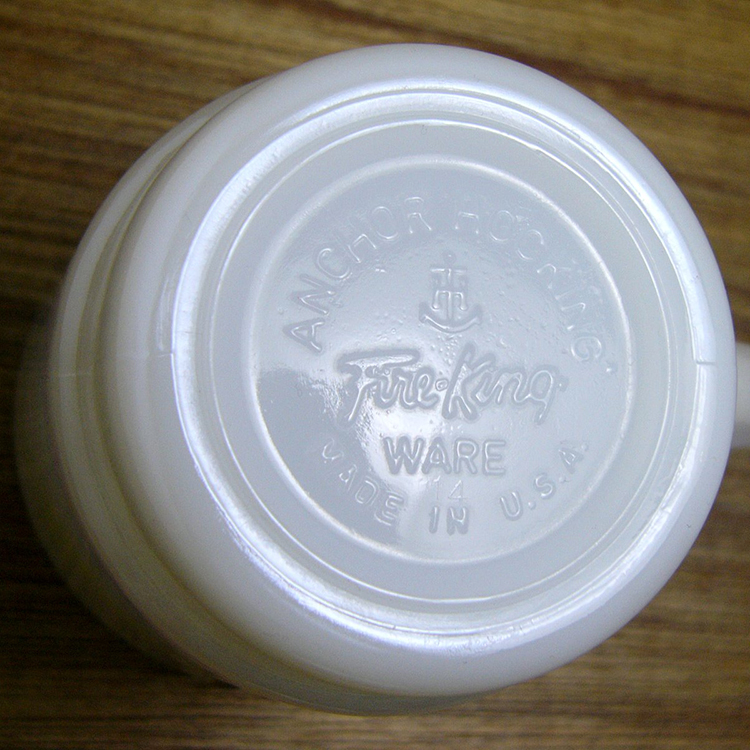 ANCHOR HOCKING
Fire-King
WARE
14
MADE IN U.S.A.